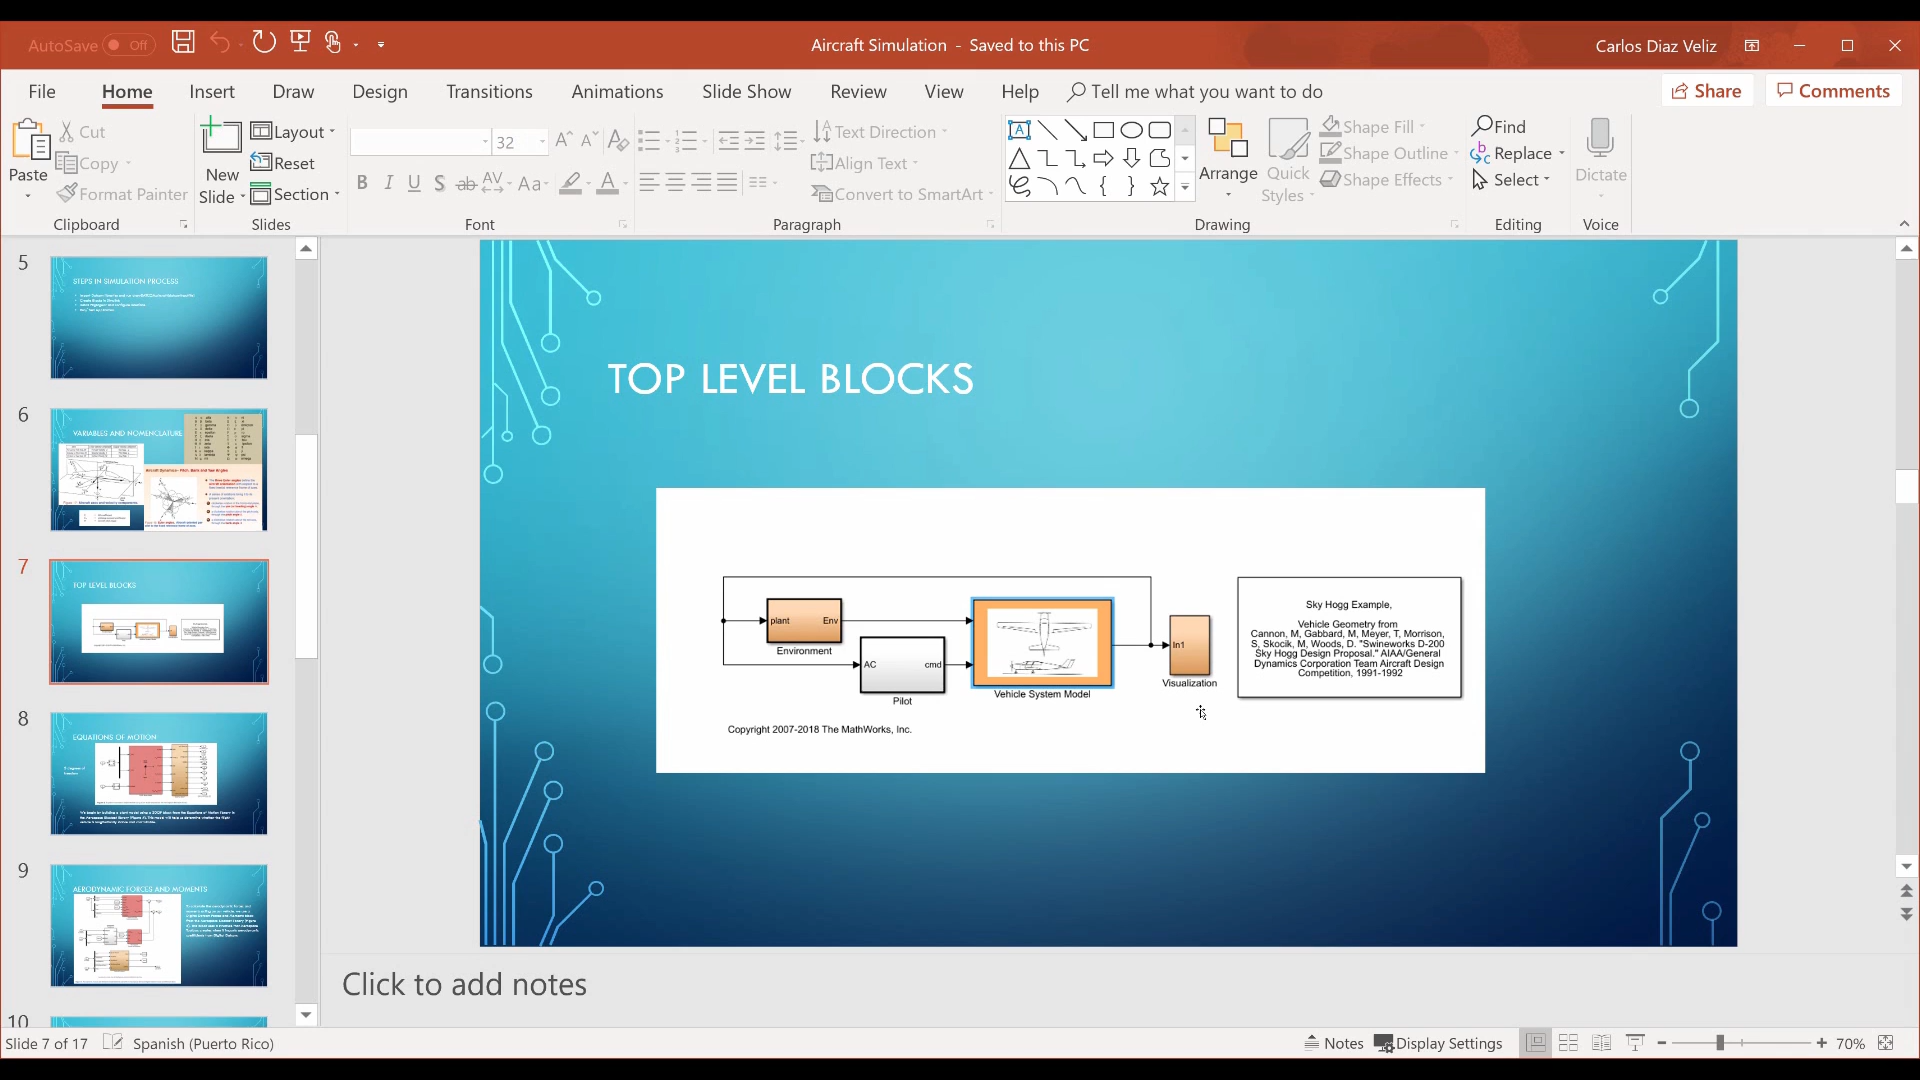 AutoSave Off
Aircraft Simulation - Saved to this PC
Carlos Diaz Veliz
File Home Insert Draw Design Transitions Animations Slide Show Review View Help Tell me what you want to do
Share Comments
Paste
Cut
Copy
Format Painter
Clipboard
New Slide
Layout
Reset
Section
Slides
32
Font
Text Direction
Align Text
Convert to SmartArt
Paragraph
Arrange
Quick Styles
Shape Fill
Shape Outline
Shape Effects
Drawing
Find
Replace
Select
Editing
Dictate
Voice
5
STEPS IN SIMULATION PROCESS
6
VARIABLES AND NOMENCLATURE
7
TOP LEVEL BLOCKS
8
EQUATIONS OF MOTION
9
AERODYNAMIC FORCES AND MOMENTS
10
TOP LEVEL BLOCKS
plant Env
Environment
AC cmd
Pilot
Vehicle System Model
In1
Visualization
Sky Hogg Example,
Vehicle Geometry from
Cannon, M, Gabbard, M, Meyer, T, Morrison,
S, Skocik, M, Woods, D. "Swineworks D-200
Sky Hogg Design Proposal." AIAA/General
Dynamics Corporation Team Aircraft Design
Competition, 1991-1992
Copyright 2007-2018 The MathWorks, Inc.
Click to add notes
Slide 7 of 17
Spanish (Puerto Rico)
Notes
Display Settings
70%